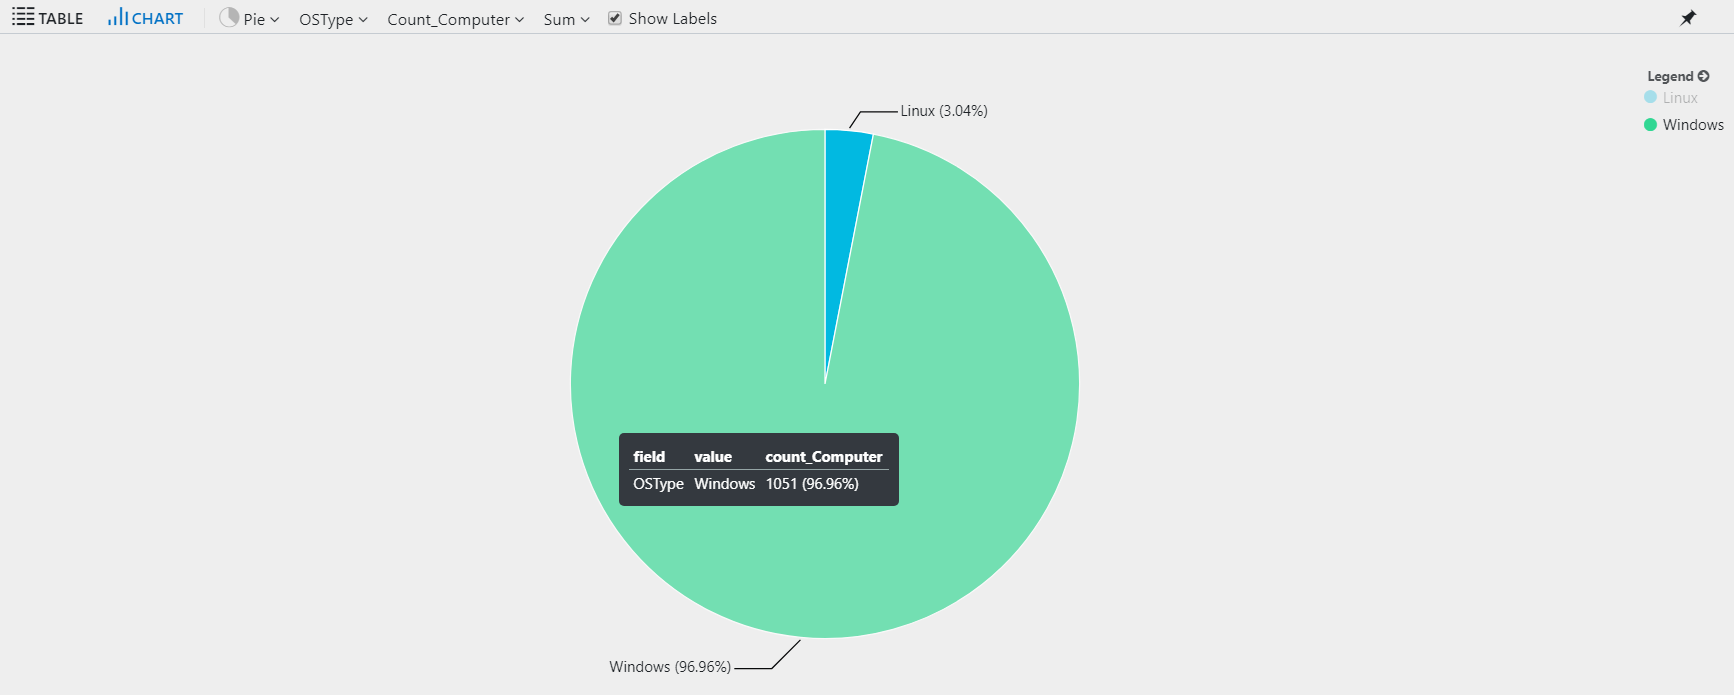 TABLE CHART Pie OSType Count_Computer Sum Show Labels
Legend
Linux
Windows
Linux (3.04%)
field value count_Computer
OSType Windows 1051 (96.96%)
Windows (96.96%)